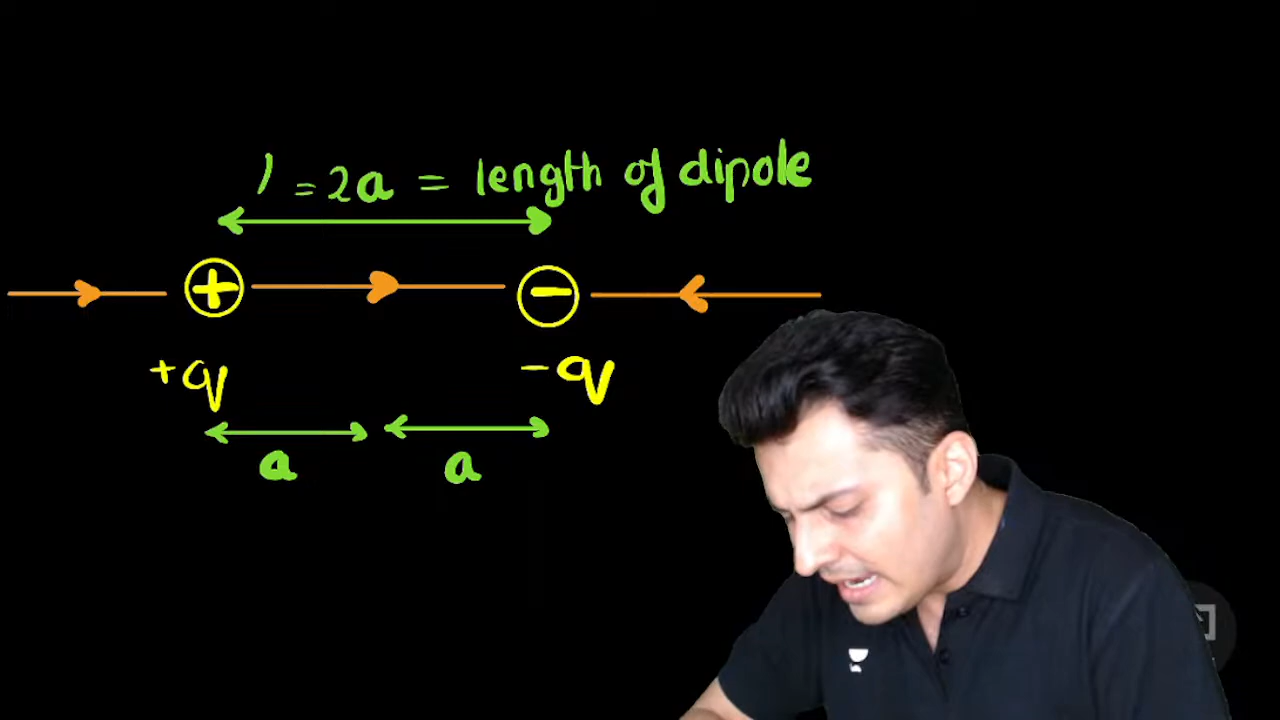 l = 2a = length of dipole
+ −
+q −q
a a